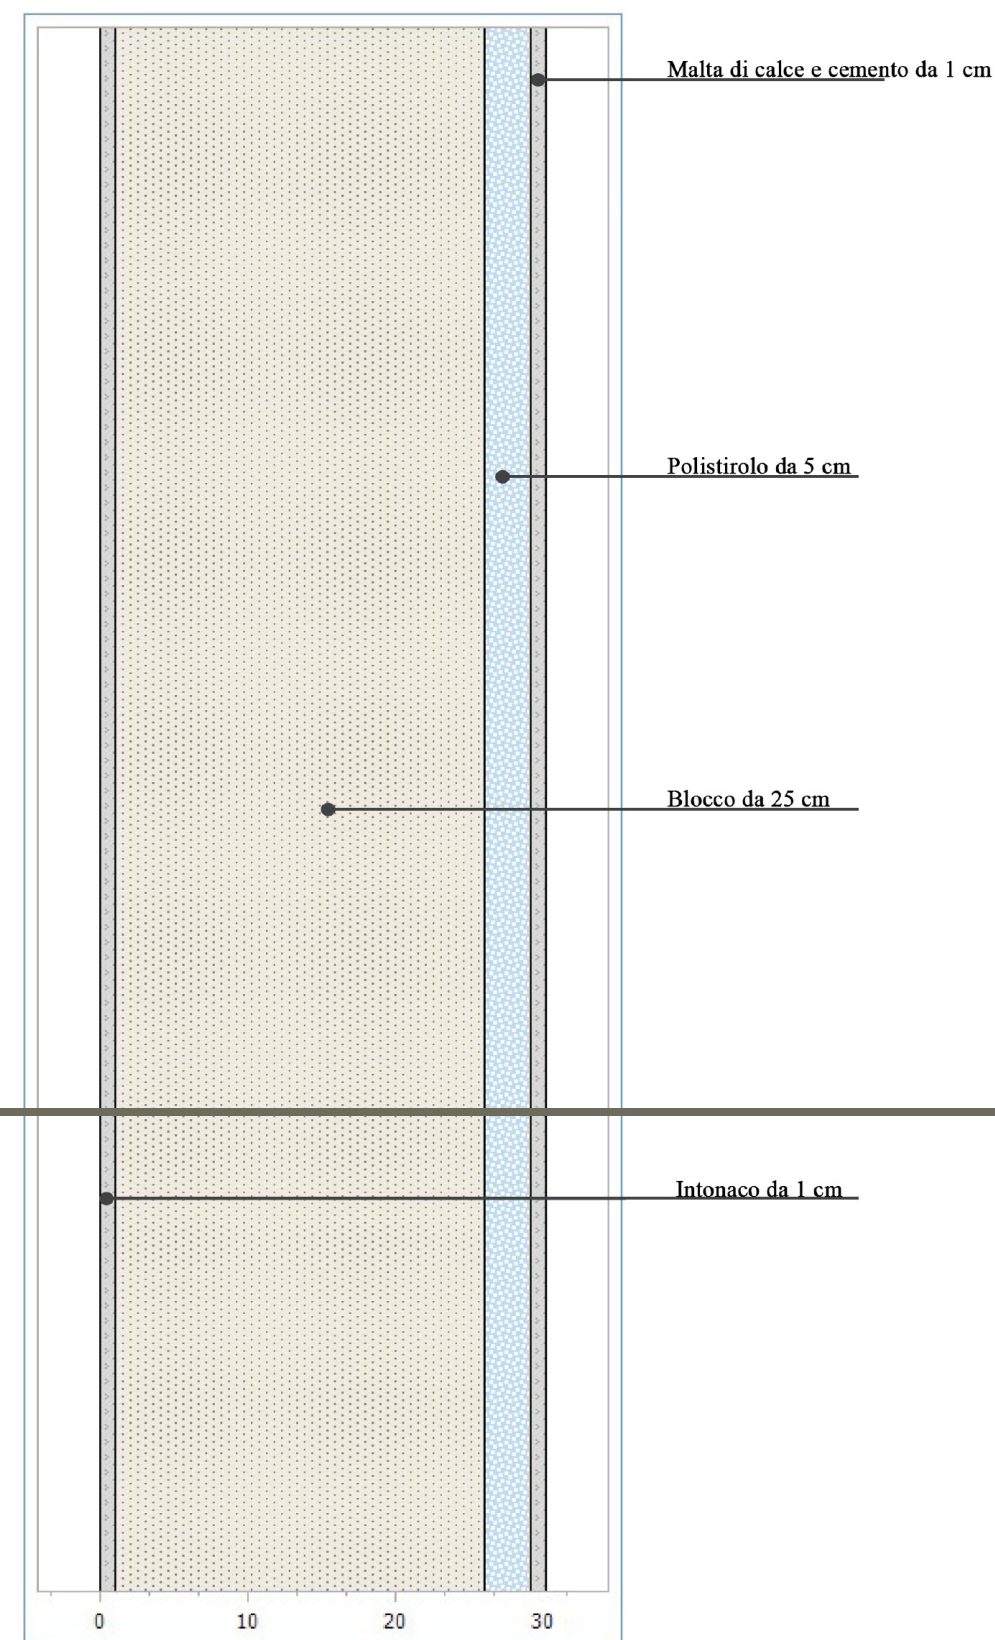 Malta di calce e cemento da 1 cm
Polistirolo da 5 cm
Blocco da 25 cm
Intonaco da 1 cm
0 10 20 30